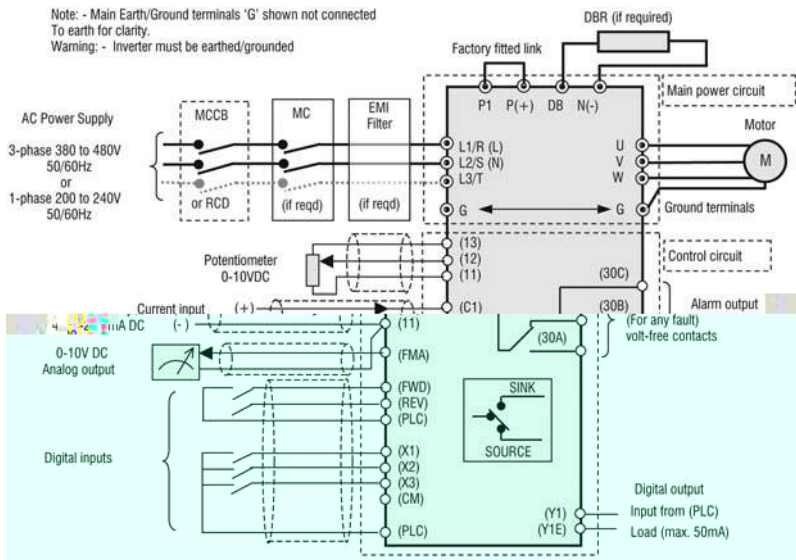 Note: - Main Earth/Ground terminals 'G' shown not connected
To earth for clarity.
Warning: - Inverter must be earthed/grounded
DBR (if required)
Factory fitted link
P1
P(+)
DB
N(-)
Main power circuit
AC Power Supply
3-phase 380 to 480V
50/60Hz
or
1-phase 200 to 240V
50/60Hz
MCCB
or RCD
MC
(if reqd)
EMI
Filter
(if reqd)
L1/R (L)
L2/S (N)
L3/T
G
U
V
W
G
Motor
M
Ground terminals
Potentiometer
0-10VDC
(13)
(12)
(11)
Control circuit
(30C)
(30B)
(30A)
Alarm output
(For any fault)
volt-free contacts
Current input
(+)
(C1)
mA DC
(-)
(11)
0-10V DC
Analog output
(FMA)
Digital inputs
(FWD)
(REV)
(PLC)
(X1)
(X2)
(X3)
(CM)
(PLC)
SINK
SOURCE
Digital output
(Y1)
Input from (PLC)
(Y1E)
Load (max. 50mA)